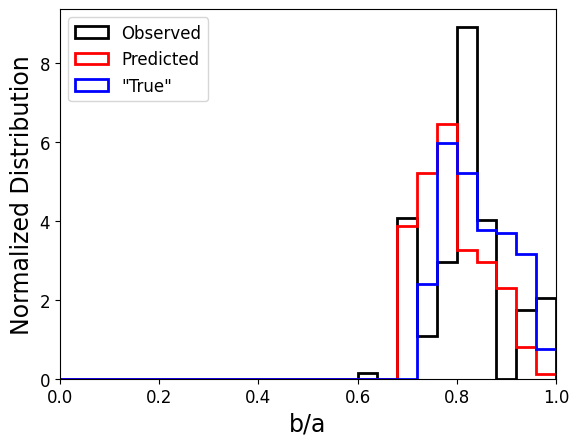 Observed
Predicted
"True"
Normalized Distribution
8
6
4
2
0
0.0 0.2 0.4 0.6 0.8 1.0
b/a